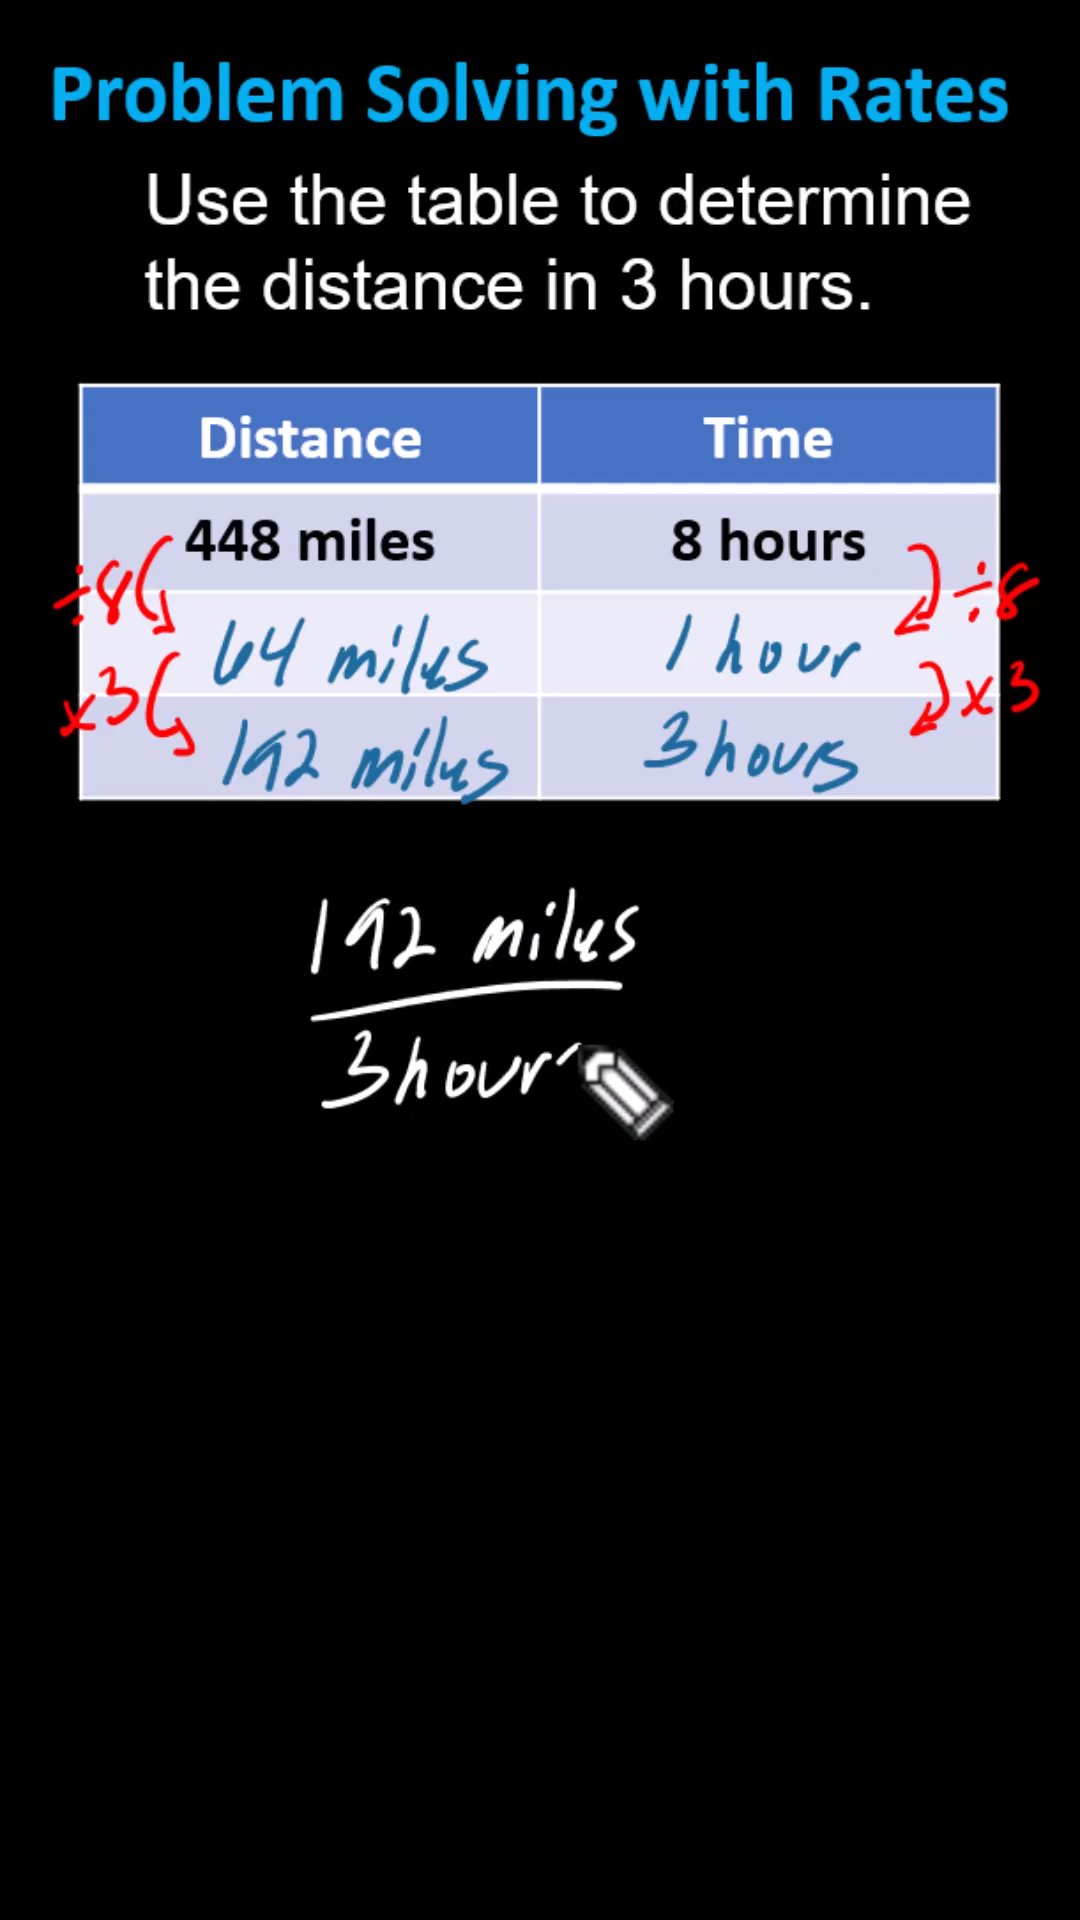 Problem Solving with Rates
Use the table to determine
the distance in 3 hours.
Distance Time
448 miles 8 hours
÷8 ÷8
64 miles 1 hour
x3 x3
192 miles 3 hours
192 miles
3 hour